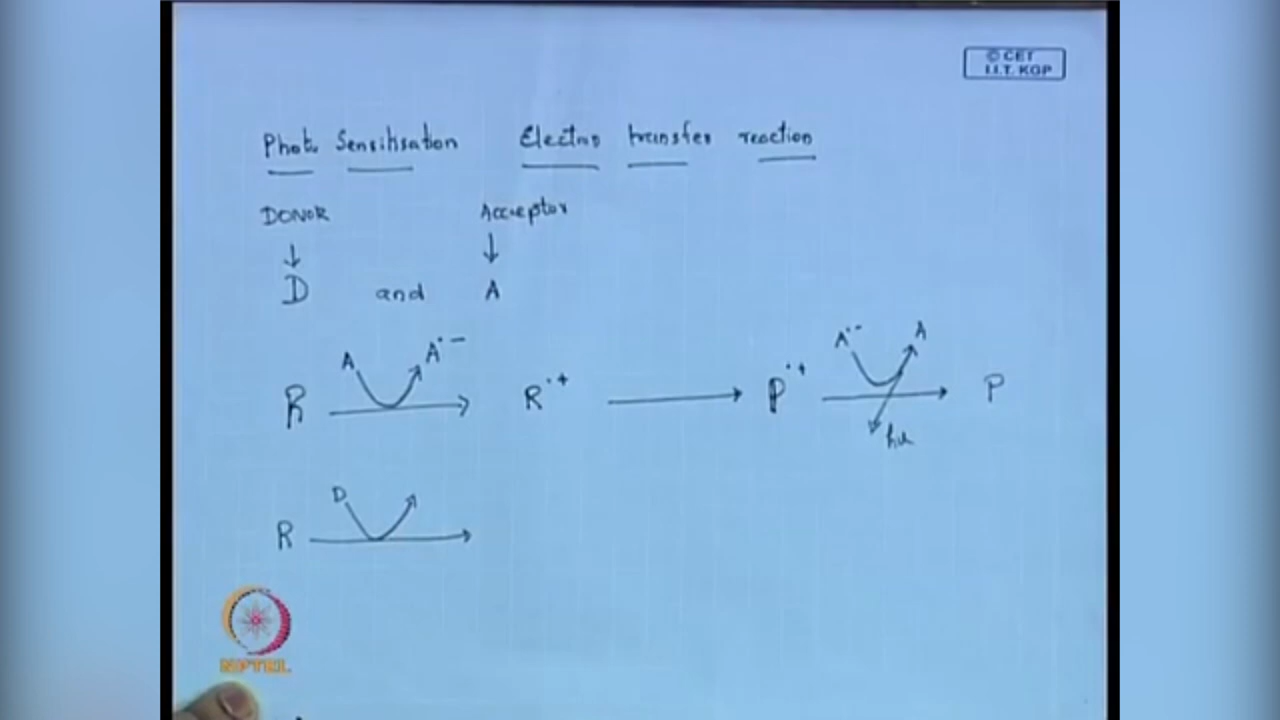 © CET
I.I.T. KGP
Photo Sensitisation Electron transfer reaction
DONOR Acceptor
↓ ↓
D and A
A A·− A·− A
R → R·+ → P·+ → P
hν
D
R →
NPTEL